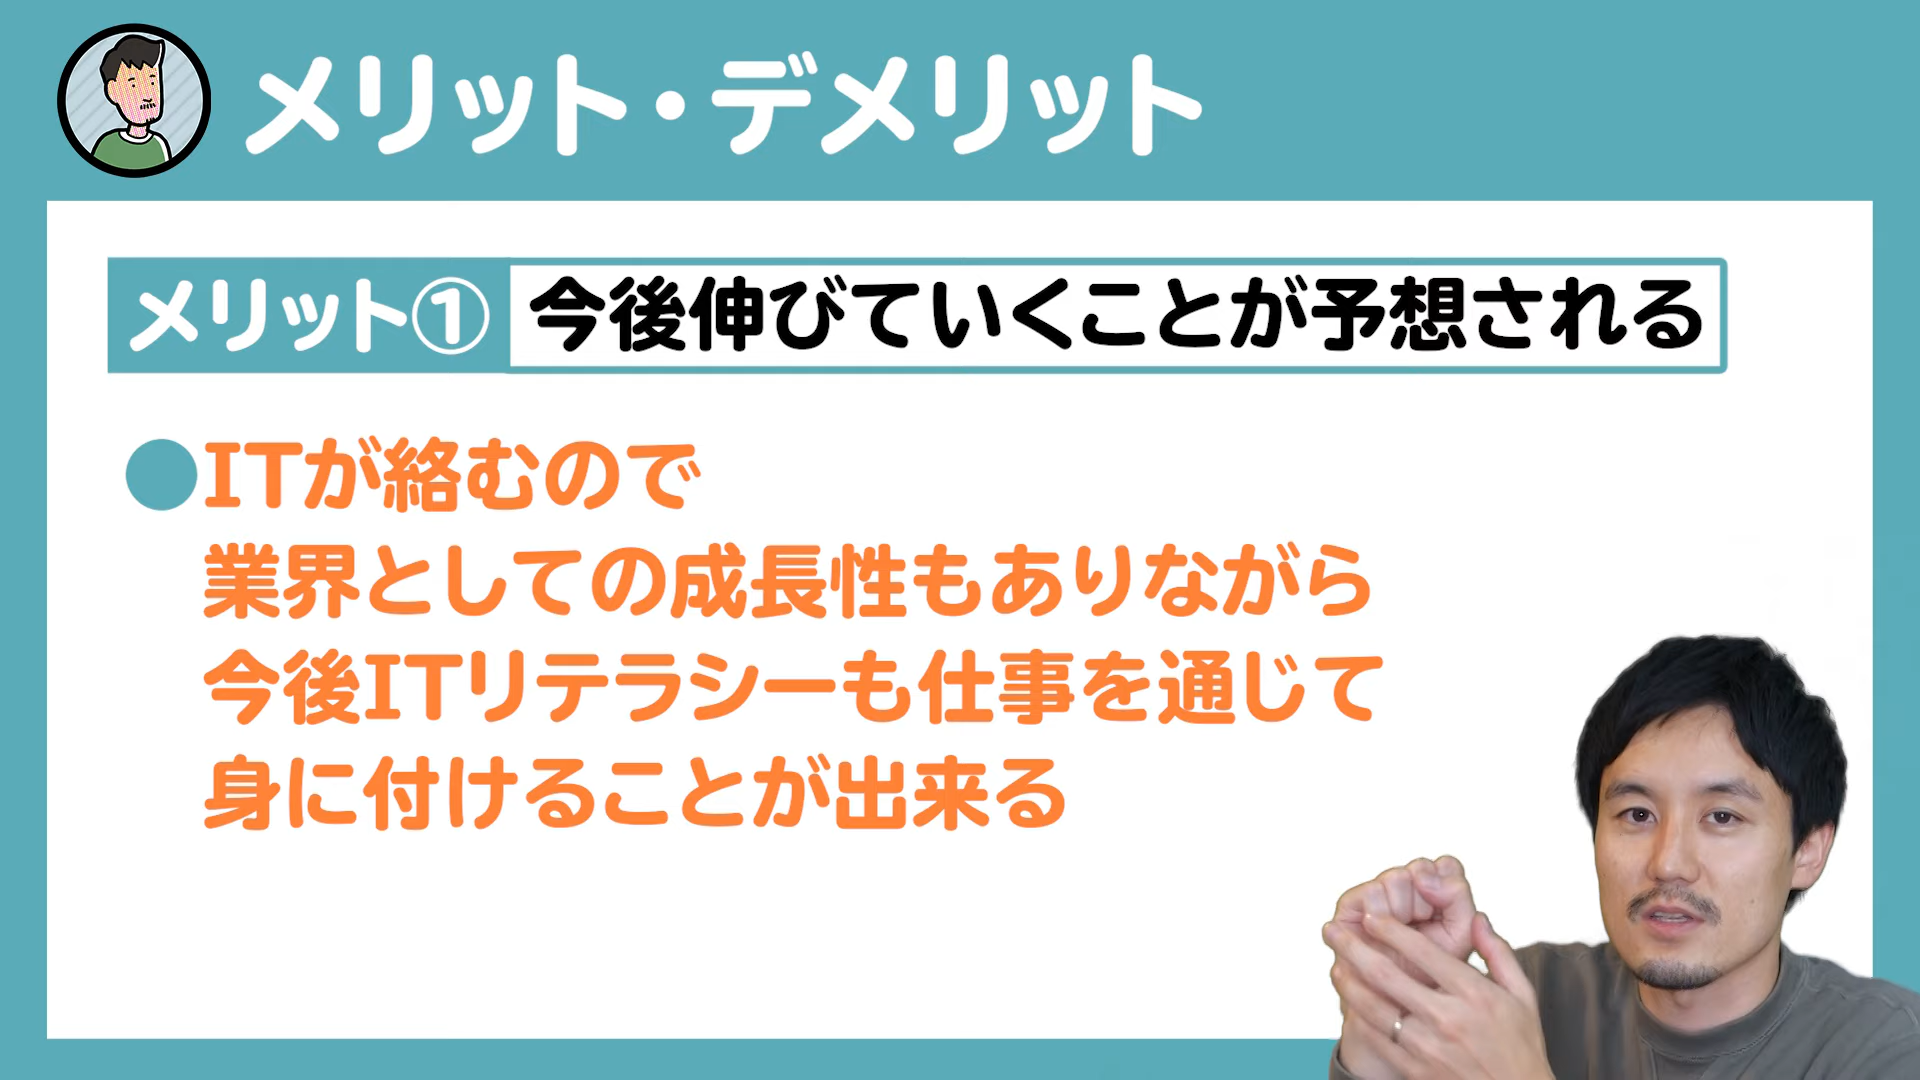 メリット・デメリット
メリット① 今後伸びていくことが予想される
●ITが絡むので
業界としての成長性もありながら
今後ITリテラシーも仕事を通じて
身に付けることが出来る